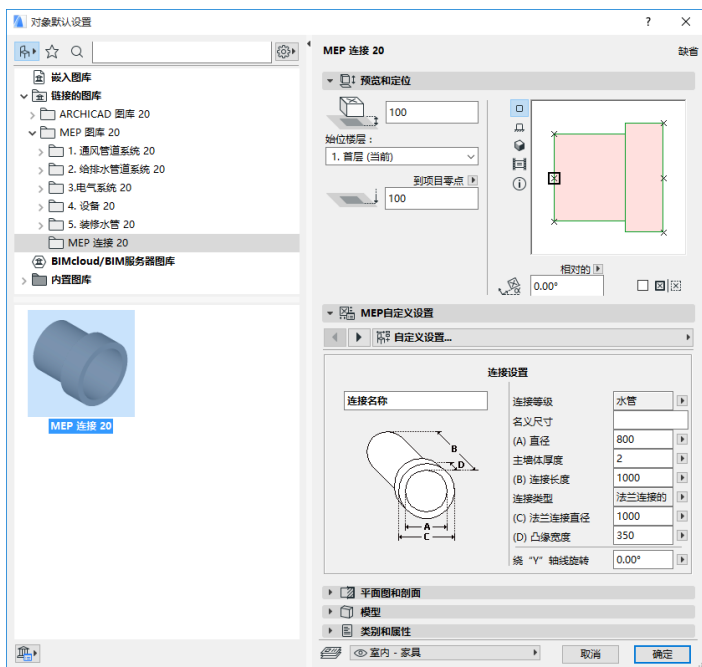 对象默认设置
? ×
MEP 连接 20 缺省
嵌入图库
链接的图库
ARCHICAD 图库 20
MEP 图库 20
1. 通风管道系统 20
2. 给排水管道系统 20
3.电气系统 20
4. 设备 20
5. 装修水管 20
MEP 连接 20
BIMcloud/BIM服务器图库
内置图库
MEP 连接 20
预览和定位
100
始位楼层：
1. 首层 (当前)
到项目零点
100
相对的
0.00°
MEP自定义设置
自定义设置...
连接设置
连接名称
B
D
A
C
连接等级 水管
名义尺寸
(A) 直径 800
主墙体厚度 2
(B) 连接长度 1000
连接类型 法兰连接的
(C) 法兰连接直径 1000
(D) 凸缘宽度 350
绕 "Y" 轴线旋转 0.00°
平面图和剖面
模型
类别和属性
室内 - 家具
取消 确定